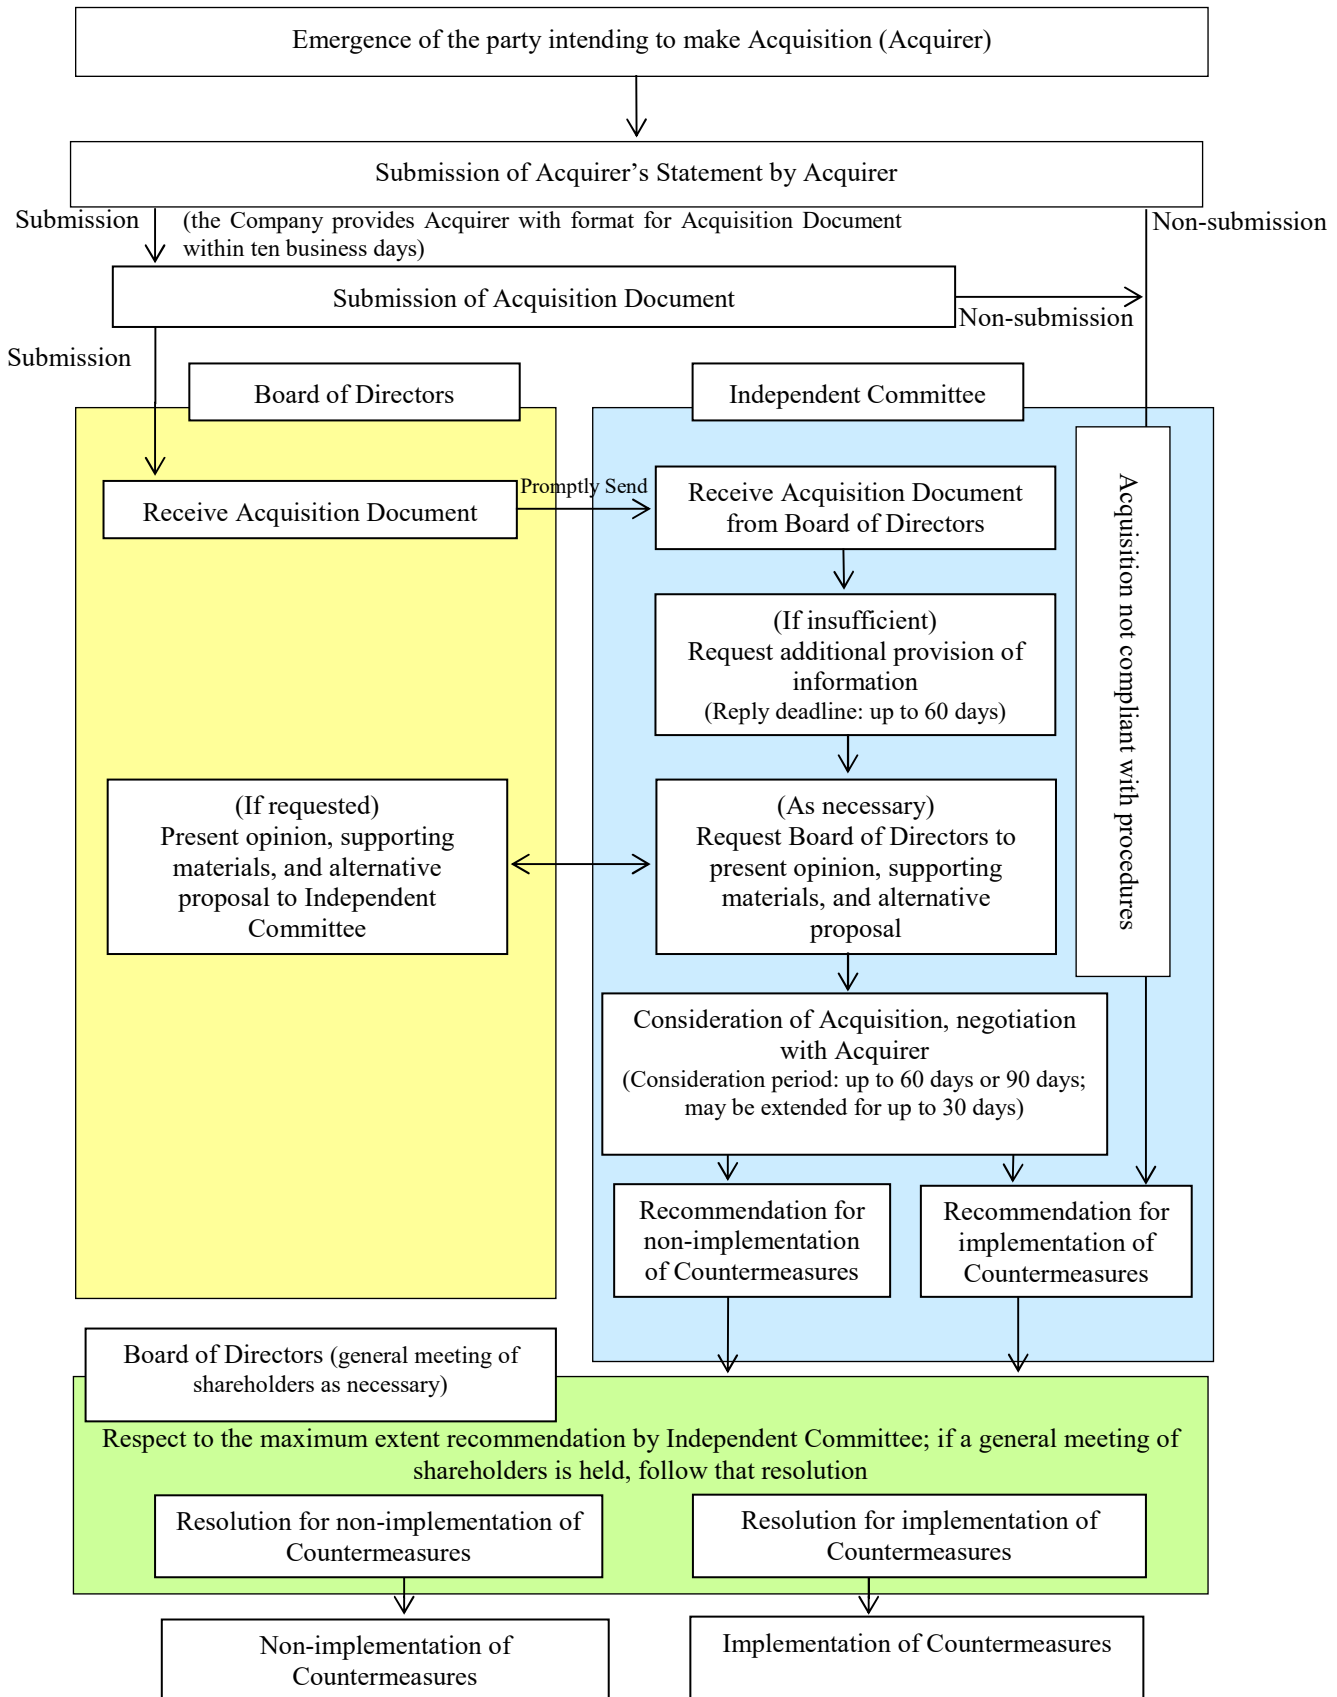 Emergence of the party intending to make Acquisition (Acquirer)
Submission of Acquirer’s Statement by Acquirer
Submission
(the Company provides Acquirer with format for Acquisition Document
within ten business days)
Non-submission
Submission of Acquisition Document
Non-submission
Submission
Board of Directors
Independent Committee
Receive Acquisition Document
Promptly Send
Receive Acquisition Document
from Board of Directors
Acquisition not compliant with procedures
(If insufficient)
Request additional provision of
information
(Reply deadline: up to 60 days)
(If requested)
Present opinion, supporting
materials, and alternative
proposal to Independent
Committee
(As necessary)
Request Board of Directors to
present opinion, supporting
materials, and alternative
proposal
Consideration of Acquisition, negotiation
with Acquirer
(Consideration period: up to 60 days or 90 days;
may be extended for up to 30 days)
Recommendation for
non-implementation
of Countermeasures
Recommendation for
implementation of
Countermeasures
Board of Directors (general meeting of
shareholders as necessary)
Respect to the maximum extent recommendation by Independent Committee; if a general meeting of
shareholders is held, follow that resolution
Resolution for non-implementation of
Countermeasures
Resolution for implementation of
Countermeasures
Non-implementation of
Countermeasures
Implementation of Countermeasures